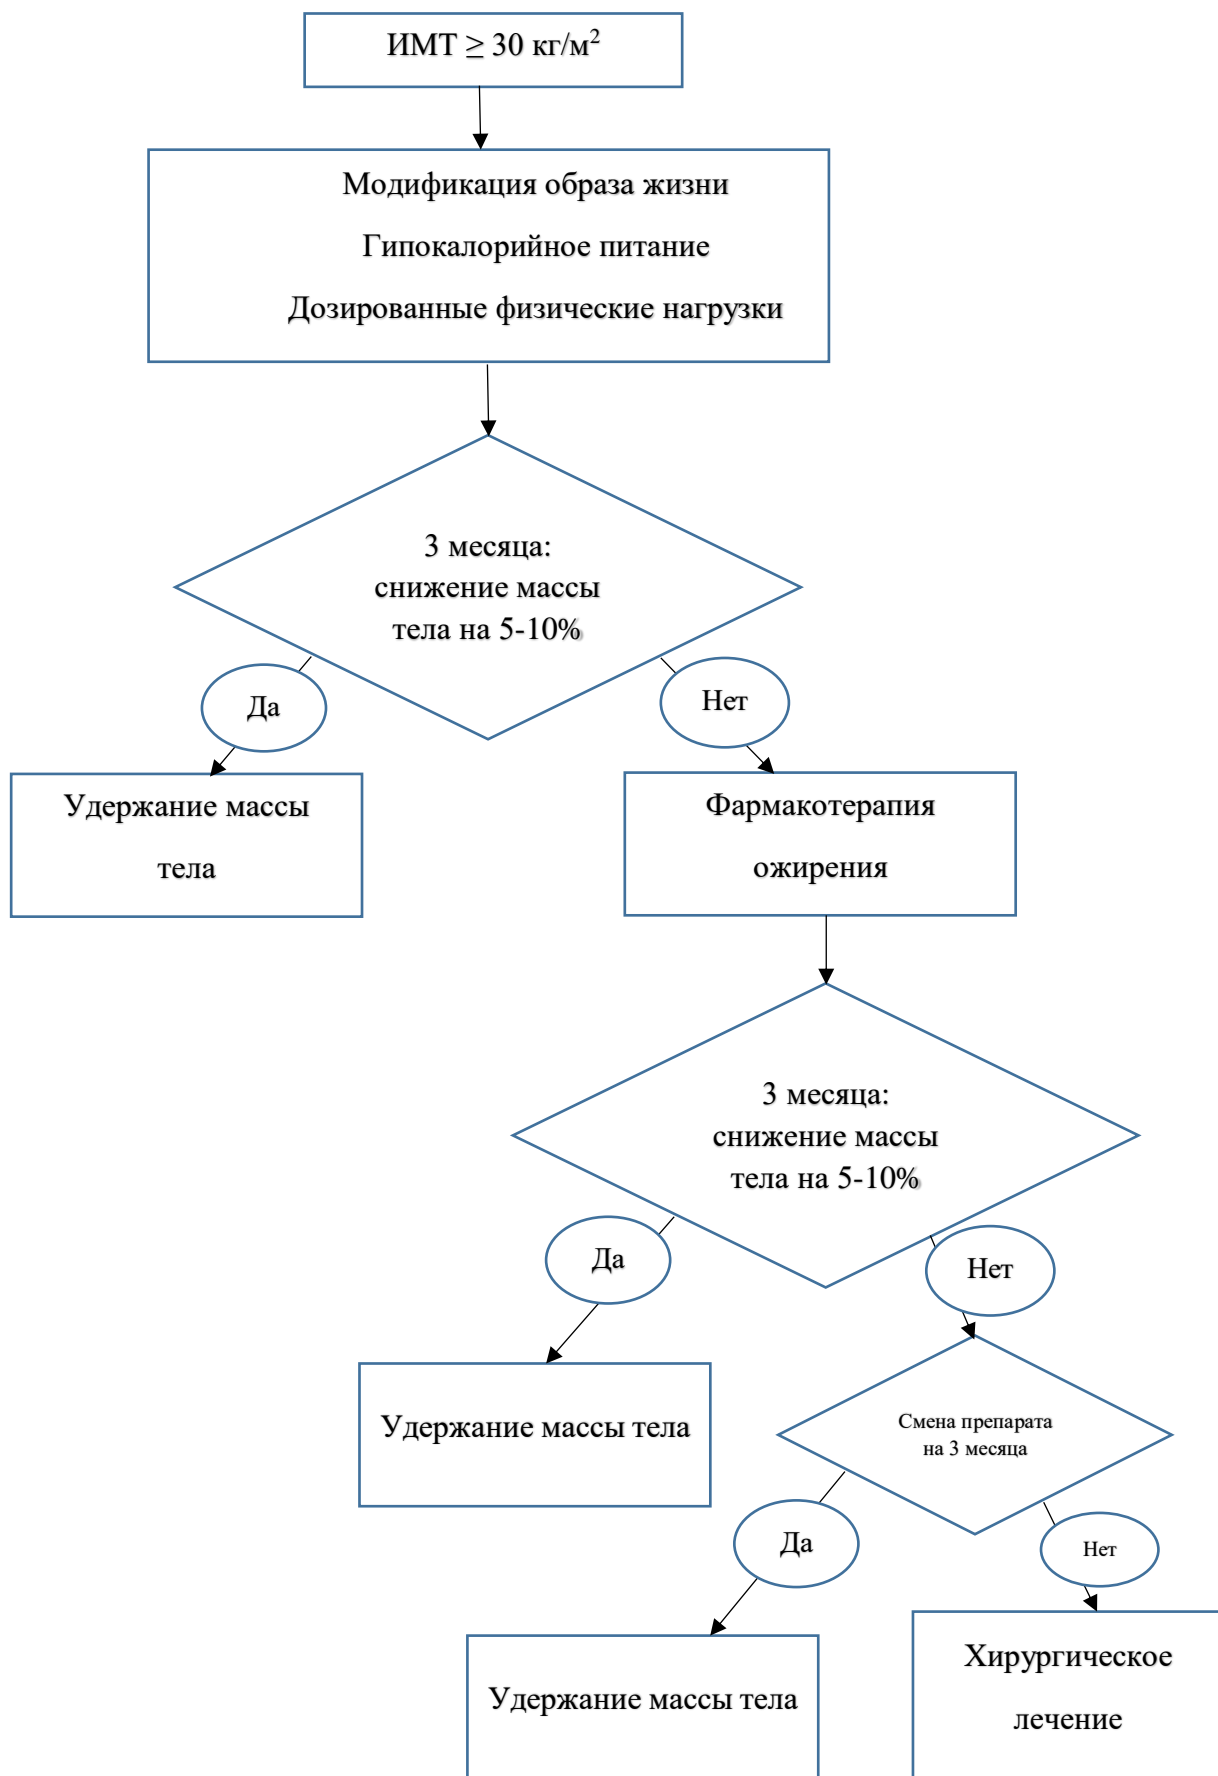 ИМТ ≥ 30 кг/м²
Модификация образа жизни
Гипокалорийное питание
Дозированные физические нагрузки
3 месяца:
снижение массы
тела на 5-10%
Да
Нет
Удержание массы
тела
Фармакотерапия
ожирения
3 месяца:
снижение массы
тела на 5-10%
Да
Нет
Удержание массы тела
Смена препарата
на 3 месяца
Да
Нет
Удержание массы тела
Хирургическое
лечение